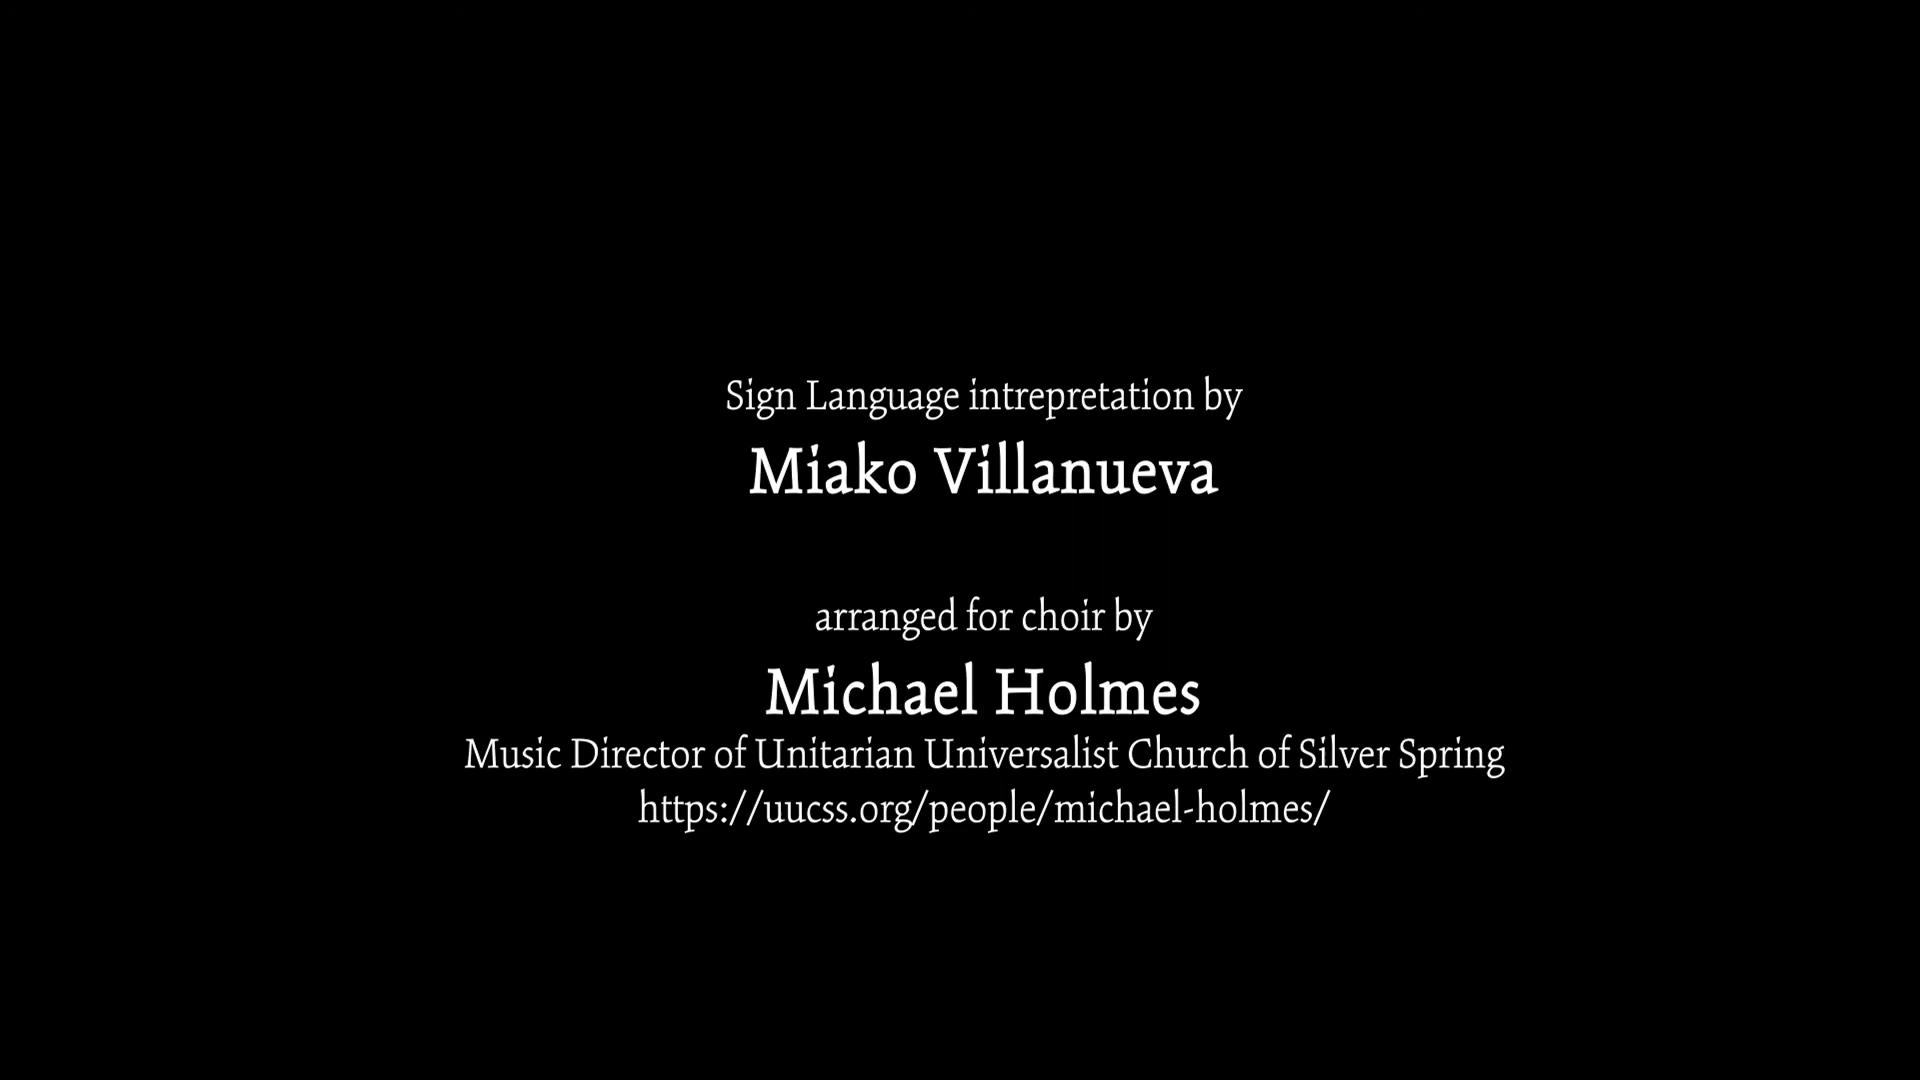 Sign Language intrepretation by
Miako Villanueva
arranged for choir by
Michael Holmes
Music Director of Unitarian Universalist Church of Silver Spring
https://uucss.org/people/michael-holmes/